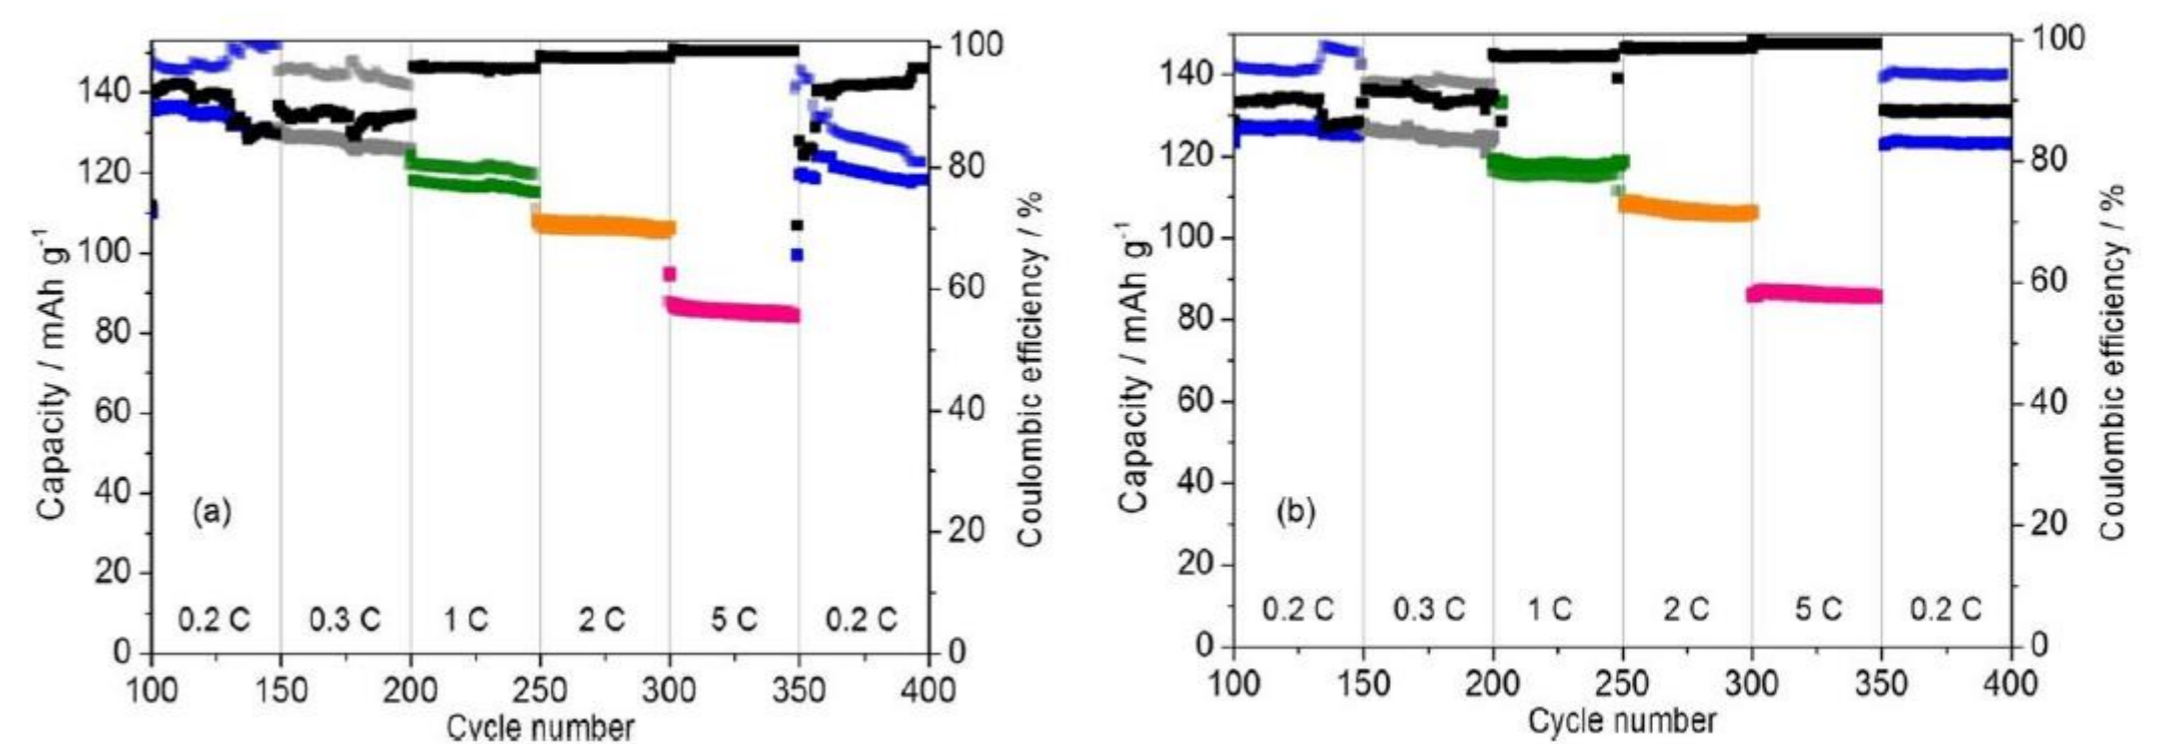 140
120
100
80
60
40
20
0
Capacity / mAh g-1
100
80
60
40
20
0
Coulombic efficiency / %
(a)
0.2 C 0.3 C 1 C 2 C 5 C 0.2 C
100 150 200 250 300 350 400
Cycle number
140
120
100
80
60
40
20
0
Capacity / mAh g-1
100
80
60
40
20
0
Coulombic efficiency / %
(b)
0.2 C 0.3 C 1 C 2 C 5 C 0.2 C
100 150 200 250 300 350 400
Cycle number